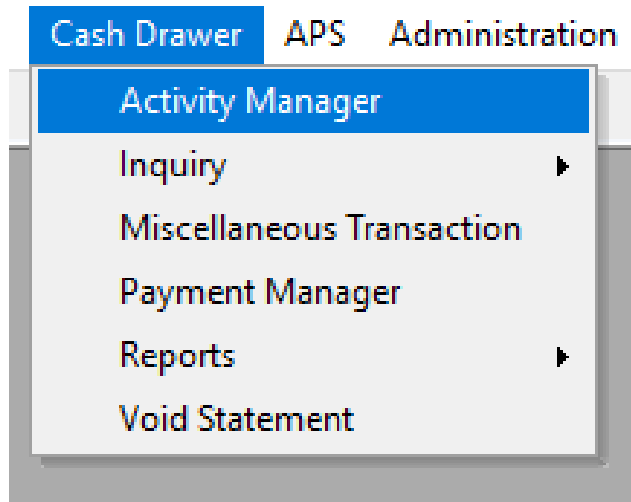 Cash Drawer APS Administration
Activity Manager
Inquiry
Miscellaneous Transaction
Payment Manager
Reports
Void Statement